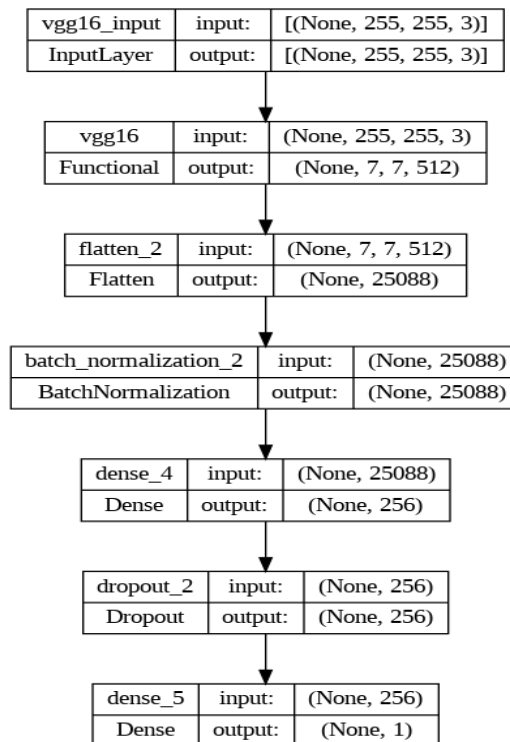 vgg16_input input: [(None, 255, 255, 3)]
InputLayer output: [(None, 255, 255, 3)]
vgg16 input: (None, 255, 255, 3)
Functional output: (None, 7, 7, 512)
flatten_2 input: (None, 7, 7, 512)
Flatten output: (None, 25088)
batch_normalization_2 input: (None, 25088)
BatchNormalization output: (None, 25088)
dense_4 input: (None, 25088)
Dense output: (None, 256)
dropout_2 input: (None, 256)
Dropout output: (None, 256)
dense_5 input: (None, 256)
Dense output: (None, 1)